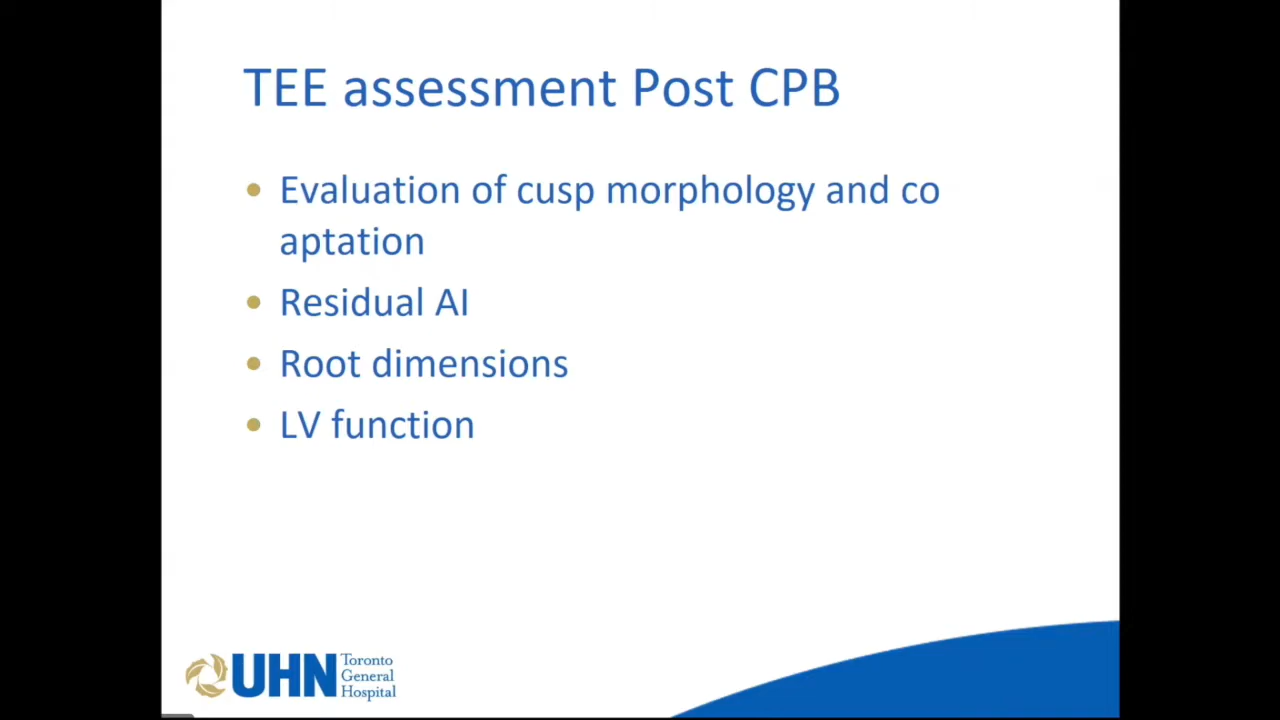 TEE assessment Post CPB
• Evaluation of cusp morphology and co
aptation
• Residual AI
• Root dimensions
• LV function
UHN
Toronto
General
Hospital